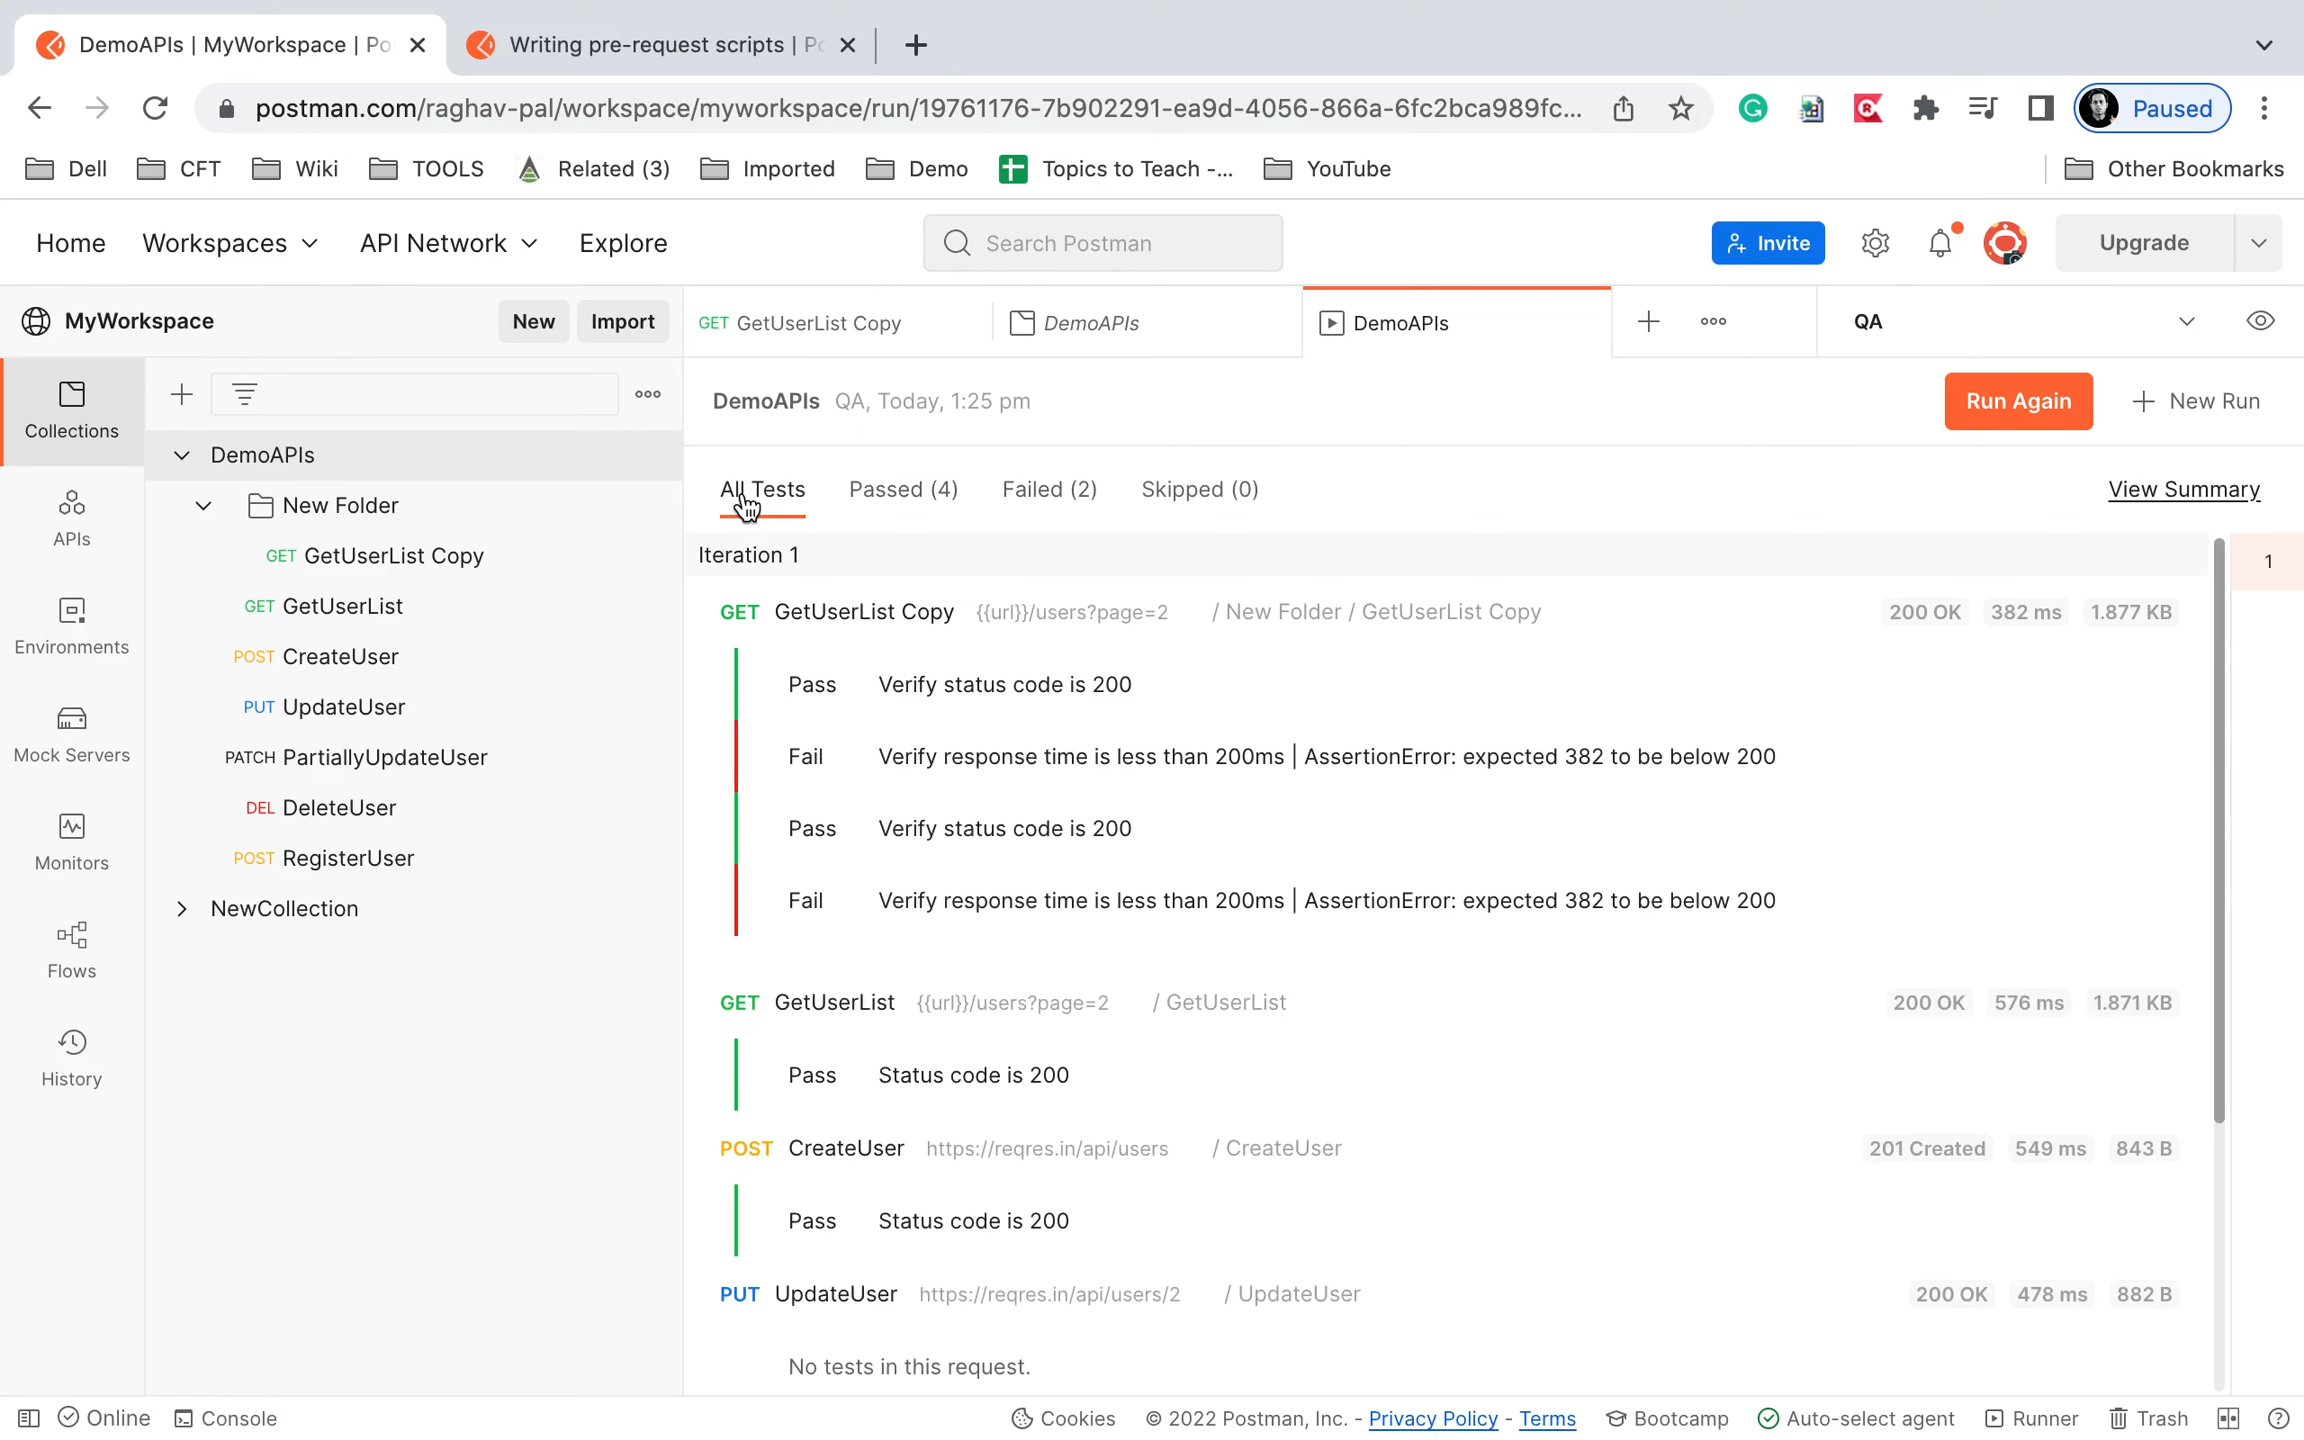 DemoAPIs | MyWorkspace | Po
Writing pre-request scripts | Po
postman.com/raghav-pal/workspace/myworkspace/run/19761176-7b902291-ea9d-4056-866a-6fc2bca989fc...
Paused
Dell
CFT
Wiki
TOOLS
Related (3)
Imported
Demo
Topics to Teach -...
YouTube
Other Bookmarks
Home
Workspaces
API Network
Explore
Search Postman
Invite
Upgrade
MyWorkspace
New
Import
GET GetUserList Copy
DemoAPIs
DemoAPIs
QA
Collections
APIs
Environments
Mock Servers
Monitors
Flows
History
DemoAPIs
New Folder
GET GetUserList Copy
GET GetUserList
POST CreateUser
PUT UpdateUser
PATCH PartiallyUpdateUser
DEL DeleteUser
POST RegisterUser
NewCollection
DemoAPIs QA, Today, 1:25 pm
Run Again
New Run
All Tests
Passed (4)
Failed (2)
Skipped (0)
View Summary
Iteration 1
1
GET GetUserList Copy {{url}}/users?page=2 / New Folder / GetUserList Copy 200 OK 382 ms 1.877 KB
Pass Verify status code is 200
Fail Verify response time is less than 200ms | AssertionError: expected 382 to be below 200
Pass Verify status code is 200
Fail Verify response time is less than 200ms | AssertionError: expected 382 to be below 200
GET GetUserList {{url}}/users?page=2 / GetUserList 200 OK 576 ms 1.871 KB
Pass Status code is 200
POST CreateUser https://reqres.in/api/users / CreateUser 201 Created 549 ms 843 B
Pass Status code is 200
PUT UpdateUser https://reqres.in/api/users/2 / UpdateUser 200 OK 478 ms 882 B
No tests in this request.
Online
Console
Cookies
© 2022 Postman, Inc. - Privacy Policy - Terms
Bootcamp
Auto-select agent
Runner
Trash